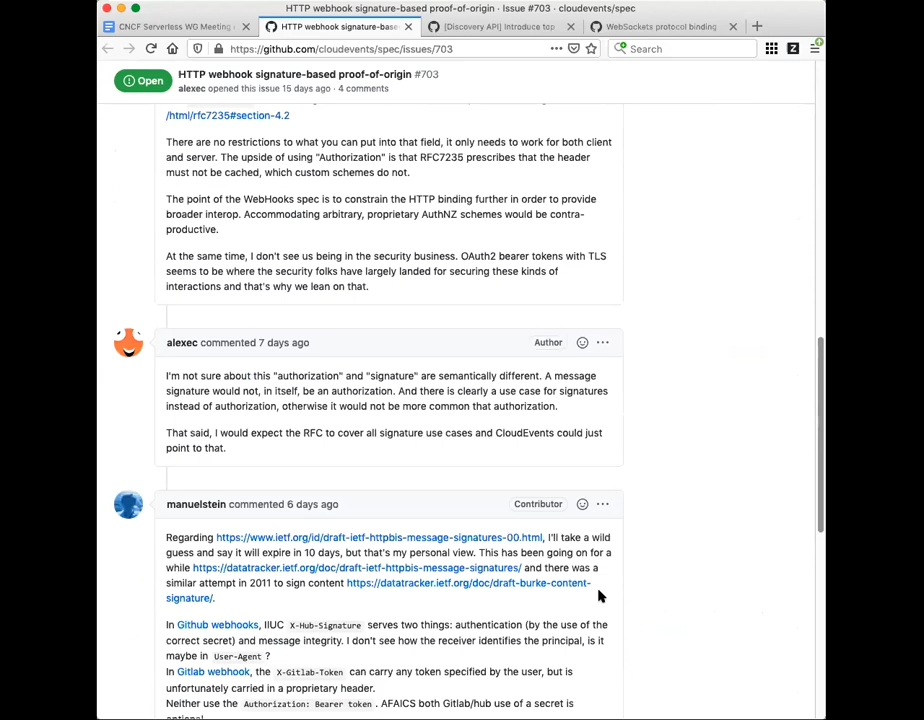 HTTP webhook signature-based proof-of-origin · Issue #703 · cloudevents/spec
CNCF Serverless WG Meeting
HTTP webhook signature-based
[Discovery API] Introduce top
WebSockets protocol binding
https://github.com/cloudevents/spec/issues/703
Search
Open
HTTP webhook signature-based proof-of-origin #703
alexec opened this issue 15 days ago · 4 comments
/html/rfc7235#section-4.2
There are no restrictions to what you can put into that field, it only needs to work for both client
and server. The upside of using "Authorization" is that RFC7235 prescribes that the header
must not be cached, which custom schemes do not.
The point of the WebHooks spec is to constrain the HTTP binding further in order to provide
broader interop. Accommodating arbitrary, proprietary AuthNZ schemes would be contra-
productive.
At the same time, I don't see us being in the security business. OAuth2 bearer tokens with TLS
seems to be where the security folks have largely landed for securing these kinds of
interactions and that's why we lean on that.
alexec commented 7 days ago
Author
I'm not sure about this "authorization" and "signature" are semantically different. A message
signature would not, in itself, be an authorization. And there is clearly a use case for signatures
instead of authorization, otherwise it would not be more common that authorization.
That said, I would expect the RFC to cover all signature use cases and CloudEvents could just
point to that.
manuelstein commented 6 days ago
Contributor
Regarding https://www.ietf.org/id/draft-ietf-httpbis-message-signatures-00.html, I'll take a wild
guess and say it will expire in 10 days, but that's my personal view. This has been going on for a
while https://datatracker.ietf.org/doc/draft-ietf-httpbis-message-signatures/ and there was a
similar attempt in 2011 to sign content https://datatracker.ietf.org/doc/draft-burke-content-
signature/.
In Github webhooks, IIUC X-Hub-Signature serves two things: authentication (by the use of the
correct secret) and message integrity. I don't see how the receiver identifies the principal, is it
maybe in User-Agent ?
In Gitlab webhook, the X-Gitlab-Token can carry any token specified by the user, but is
unfortunately carried in a proprietary header.
Neither use the Authorization: Bearer token . AFAICS both Gitlab/hub use of a secret is
optional.